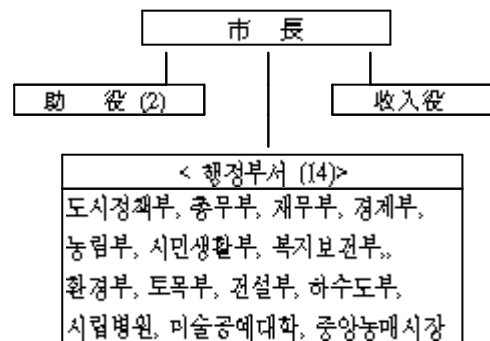 市 長
助 役 (2)
收入役
< 행정부서 (14)>
도시정책부, 총무부, 재무부, 경제부,
농림부, 시민생활부, 복지보건부,,
환경부, 토목부, 건설부, 하수도부,
시립병원, 미술공예대학, 중앙농매시장